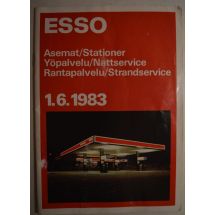 ESSO
Asemat/Stationer
Yöpalvelu/Nattservice
Rantapalvelu/Strandservice
1.6.1983